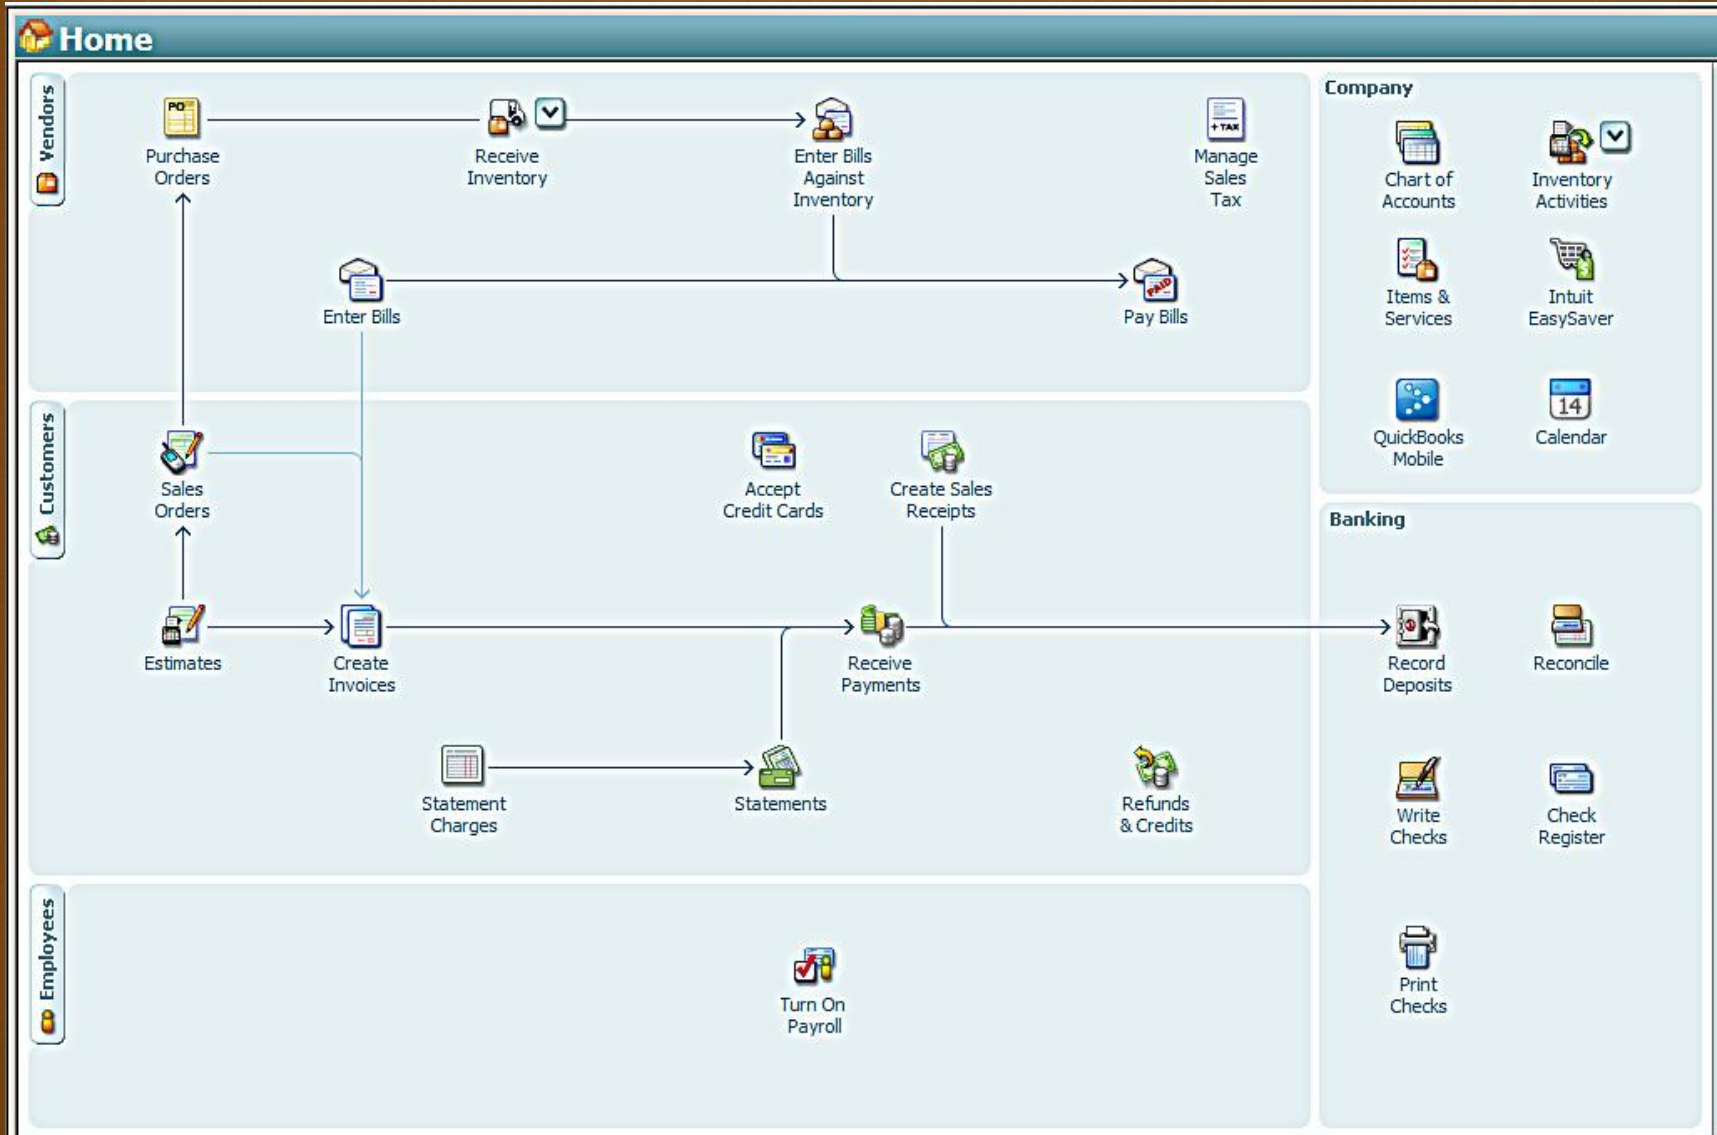 Home
Vendors
PO
Purchase
Orders
Receive
Inventory
Enter Bills
Against
Inventory
+ TAX
Manage
Sales
Tax
Enter Bills
PAID
Pay Bills
Customers
Sales
Orders
Accept
Credit Cards
Create Sales
Receipts
Estimates
Create
Invoices
Receive
Payments
Statement
Charges
Statements
Refunds
& Credits
Employees
Turn On
Payroll
Company
Chart of
Accounts
Inventory
Activities
Items &
Services
Intuit
EasySaver
QuickBooks
Mobile
14
Calendar
Banking
Record
Deposits
Reconcile
Write
Checks
Check
Register
Print
Checks